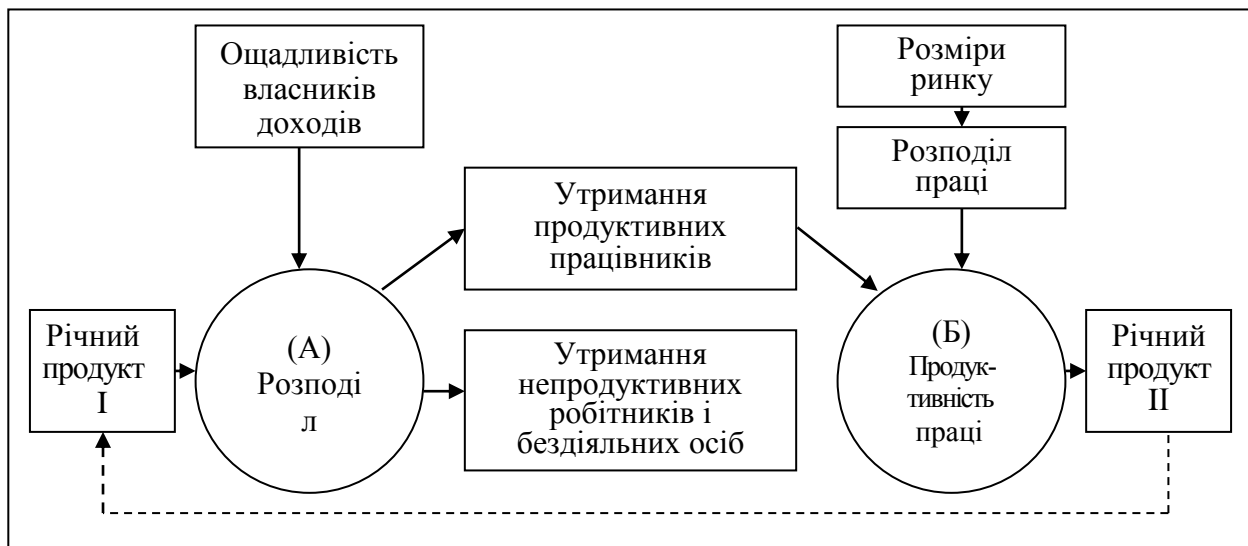 Ощадливість
власників
доходів
Розміри
ринку
Розподіл
праці
Утримання
продуктивних
працівників
Річний
продукт
І
(А)
Розподі
л
Утримання
непродуктивних
робітників і
бездіяльних осіб
(Б)
Продук-
тивність
праці
Річний
продукт
ІІ